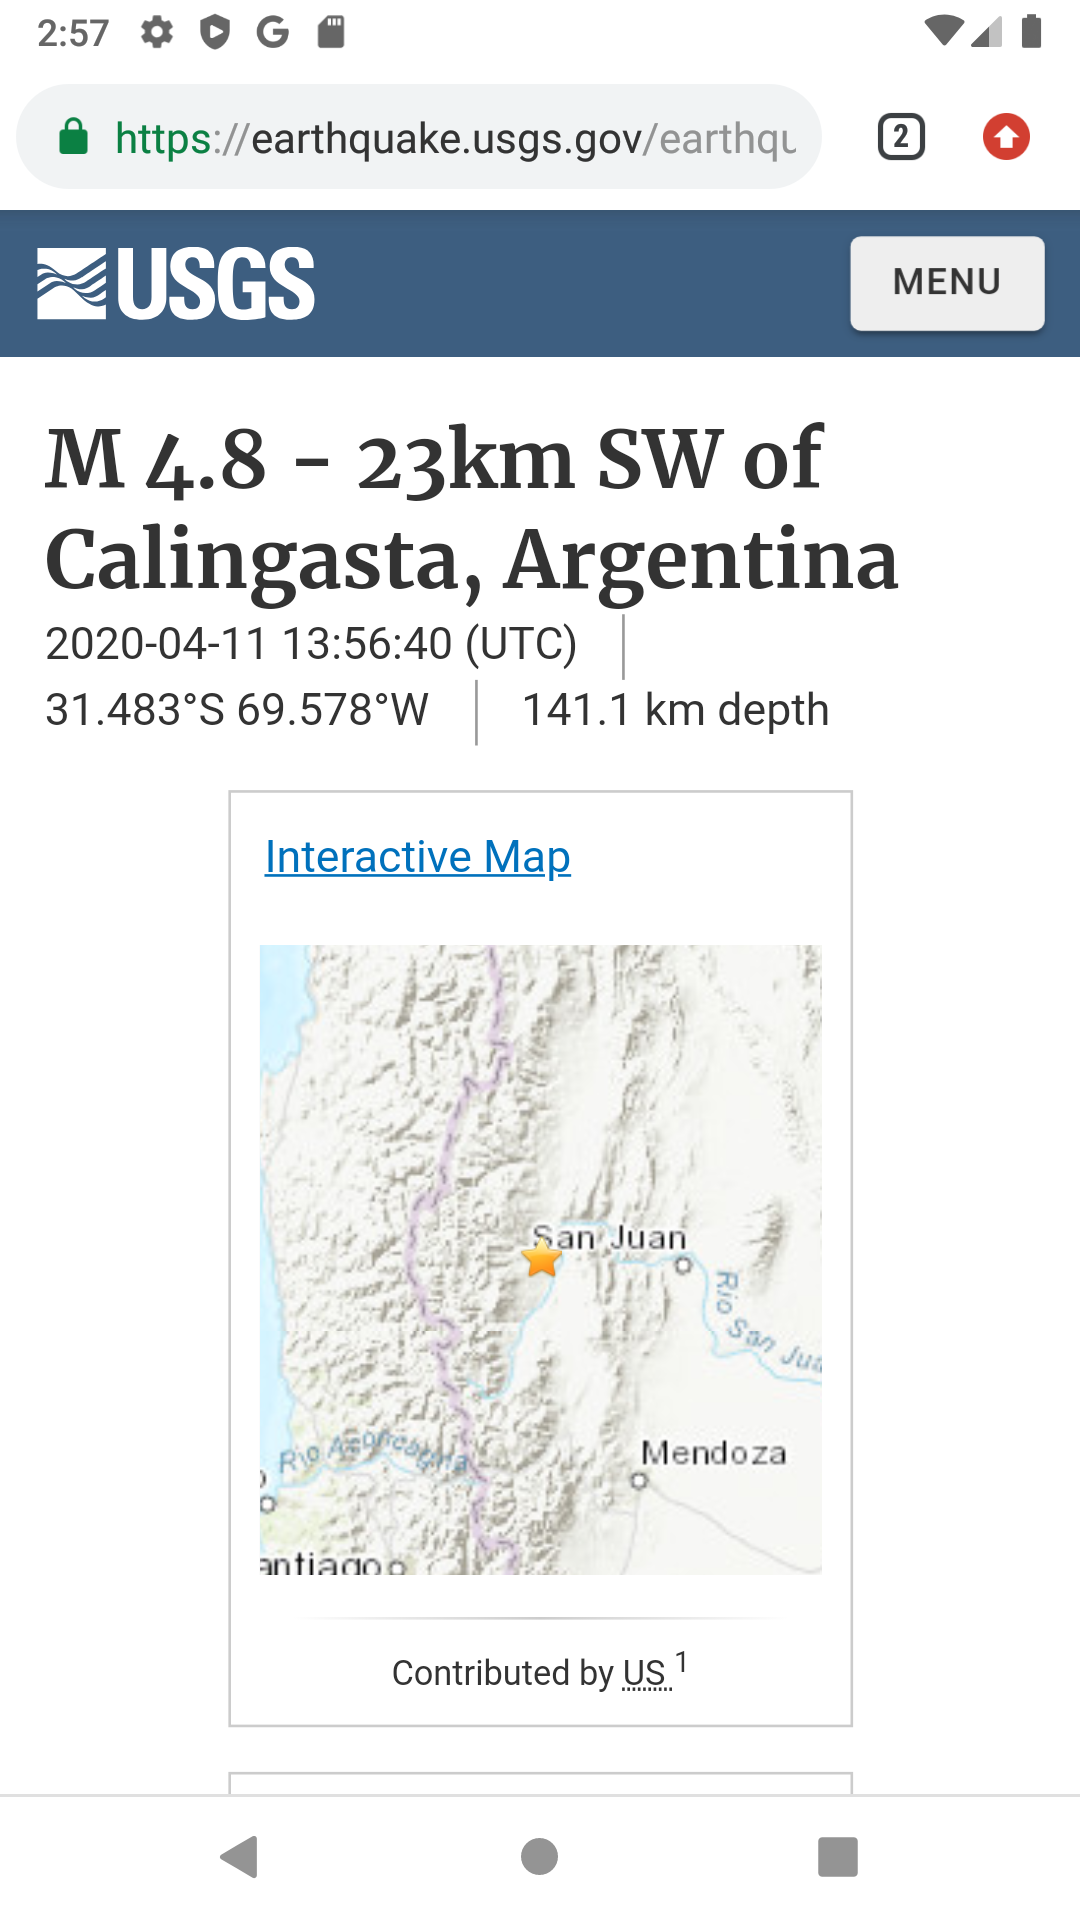 2:57
https://earthquake.usgs.gov/earthqu
2
USGS
MENU
M 4.8 - 23km SW of
Calingasta, Argentina
2020-04-11 13:56:40 (UTC)
31.483°S 69.578°W
141.1 km depth
Interactive Map
San Juan
Rio San Jua
Rio Aconcagua
Mendoza
antiago
Contributed by US 1